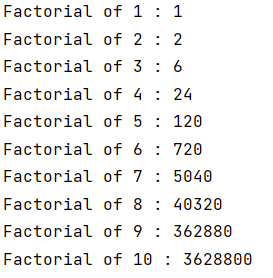 Factorial of 1 : 1
Factorial of 2 : 2
Factorial of 3 : 6
Factorial of 4 : 24
Factorial of 5 : 120
Factorial of 6 : 720
Factorial of 7 : 5040
Factorial of 8 : 40320
Factorial of 9 : 362880
Factorial of 10 : 3628800